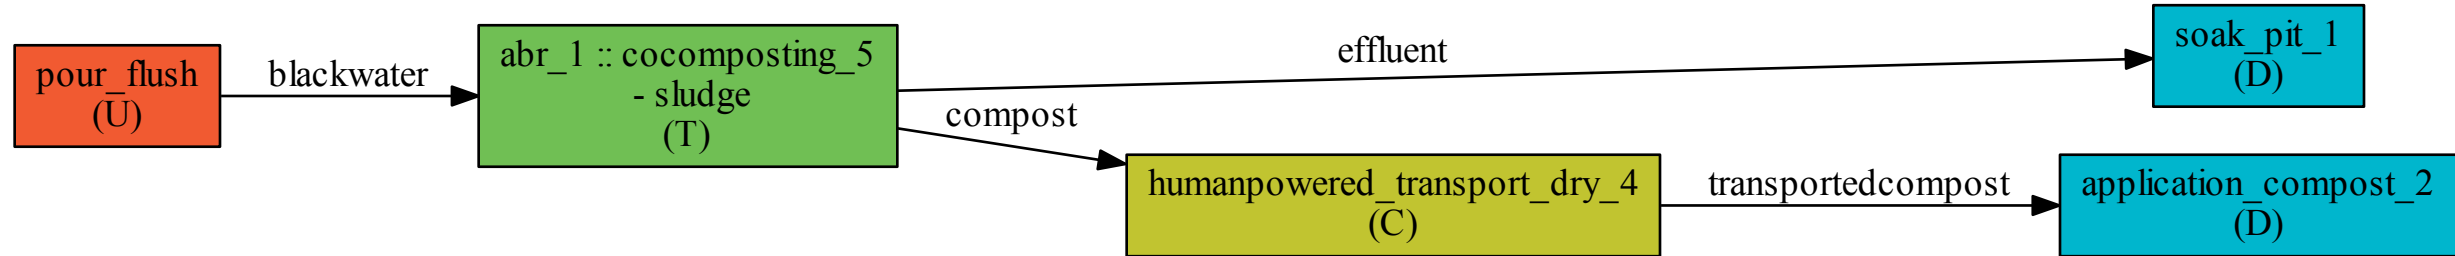 pour_flush
(U)
blackwater
abr_1 :: cocomposting_5
- sludge
(T)
effluent
compost
soak_pit_1
(D)
humanpowered_transport_dry_4
(C)
transportedcompost
application_compost_2
(D)